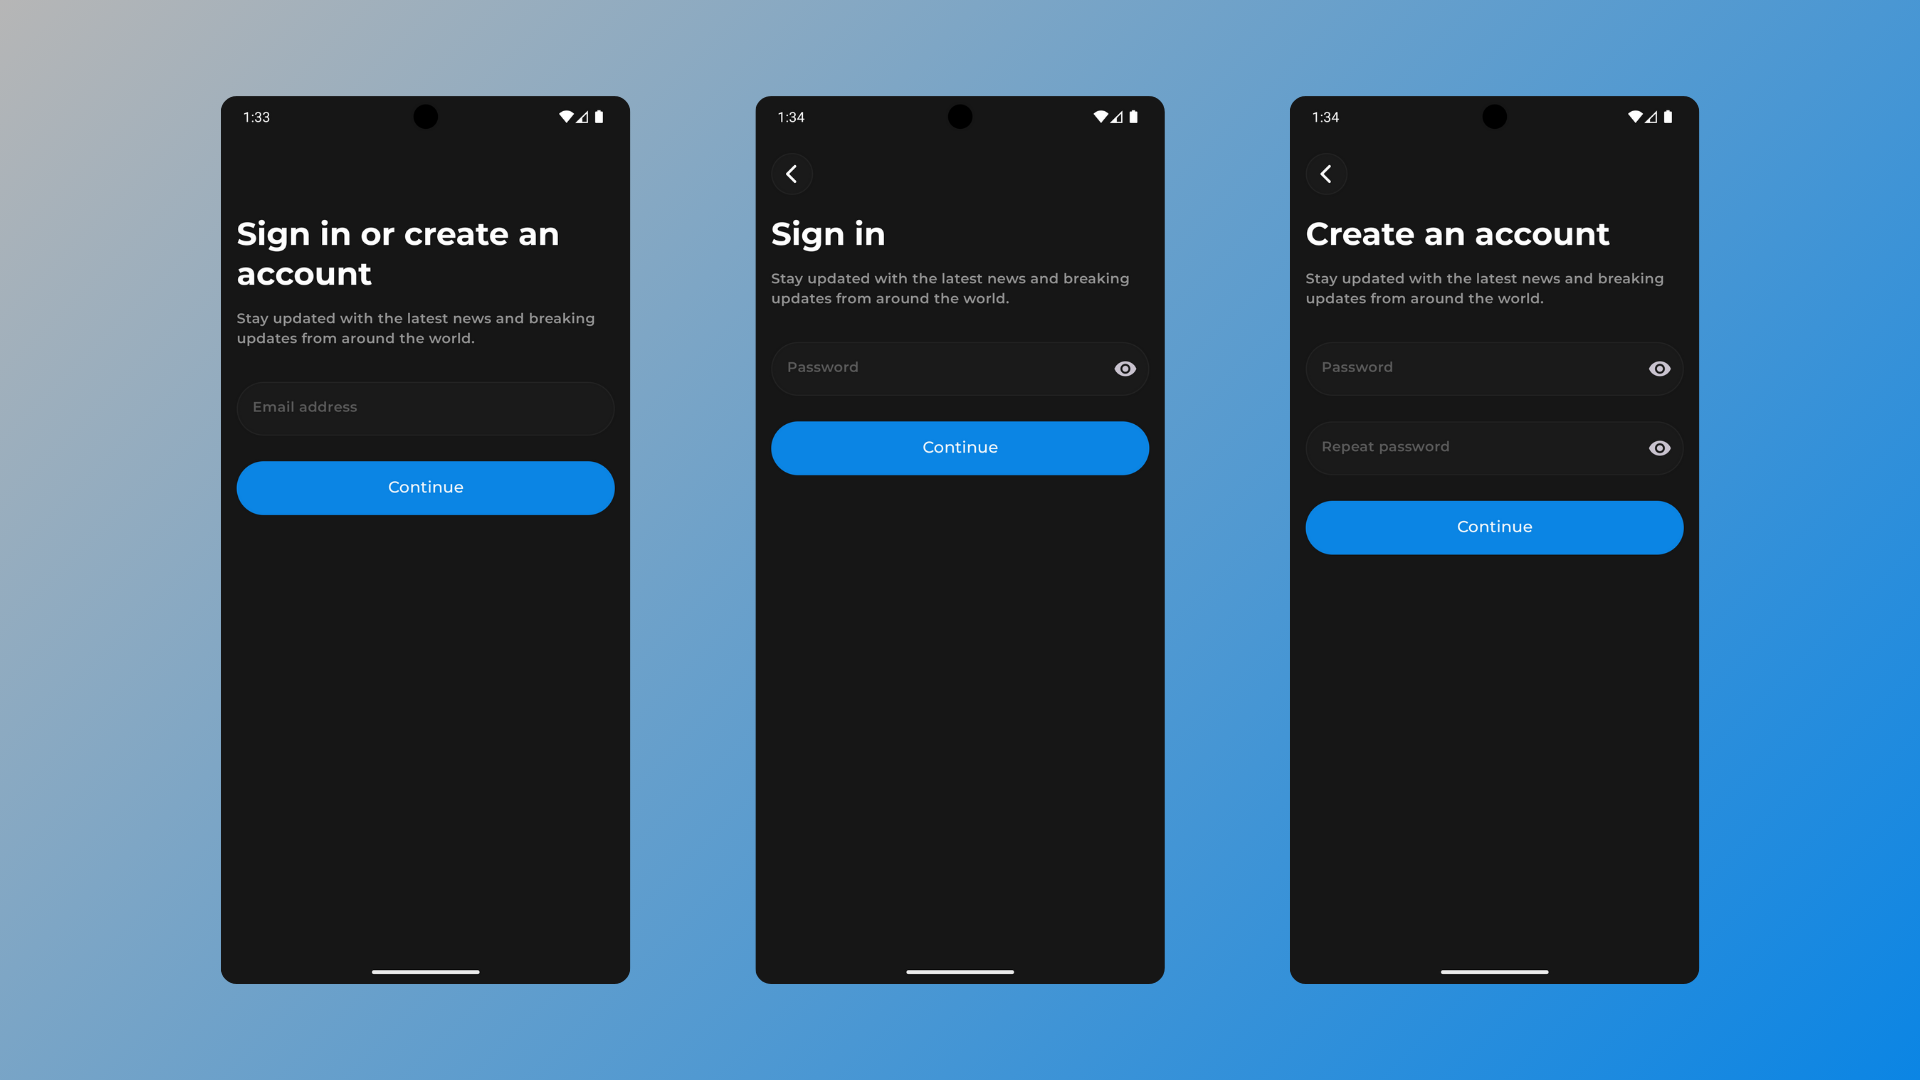 1:33
Sign in or create an
account
Stay updated with the latest news and breaking
updates from around the world.
Email address
Continue
1:34
Sign in
Stay updated with the latest news and breaking
updates from around the world.
Password
Continue
1:34
Create an account
Stay updated with the latest news and breaking
updates from around the world.
Password
Repeat password
Continue